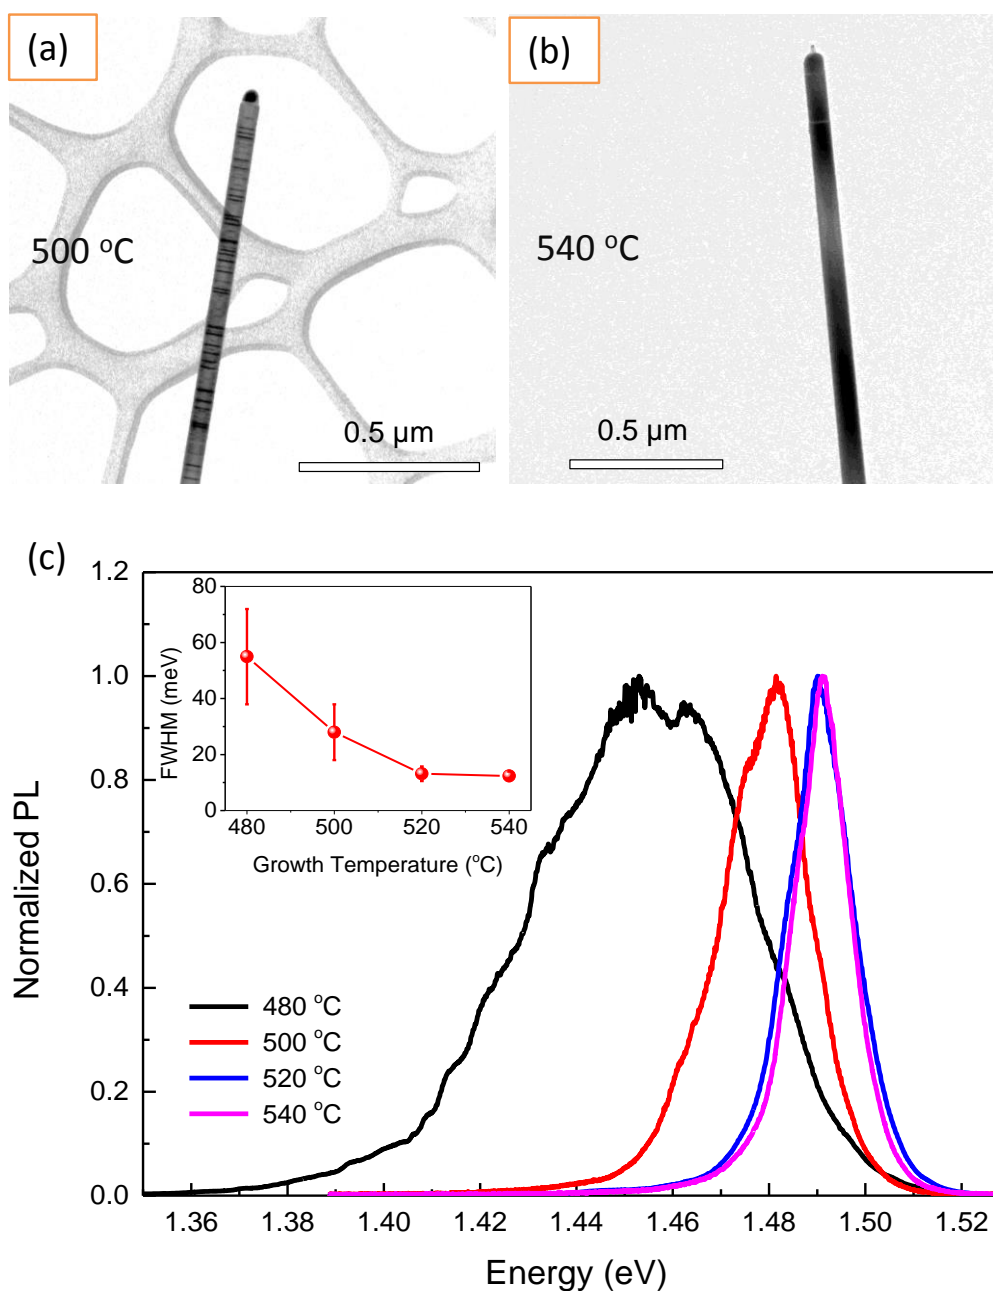 (a)
500 °C
0.5 μm
(b)
540 °C
0.5 μm
(c)
1.2
1.0
0.8
0.6
0.4
0.2
0.0
Normalized PL
80
60
40
20
0
FWHM (meV)
480 500 520 540
Growth Temperature (°C)
480 °C
500 °C
520 °C
540 °C
1.36 1.38 1.40 1.42 1.44 1.46 1.48 1.50 1.52
Energy (eV)